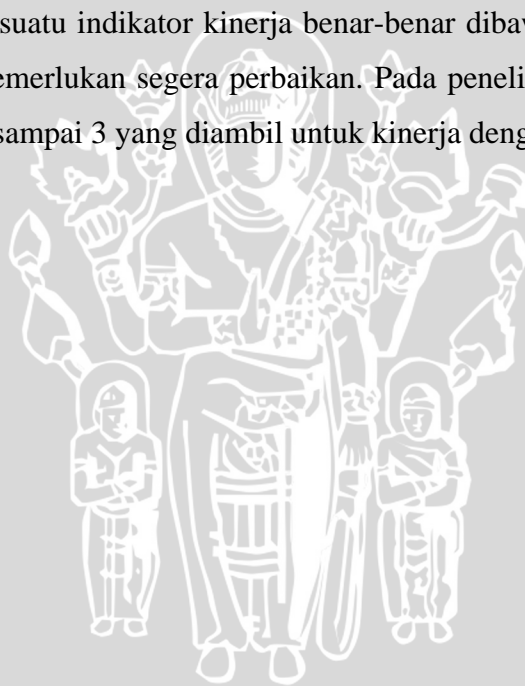 suatu indikator kinerja benar-benar dibaw
emerlukan segera perbaikan. Pada peneli
sampai 3 yang diambil untuk kinerja deng